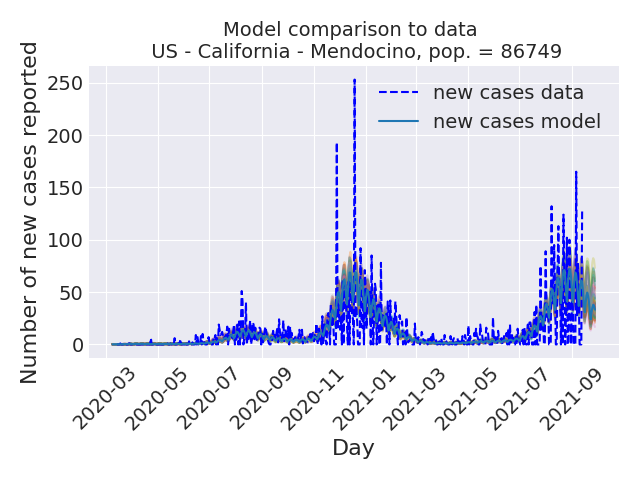 Model comparison to data
US - California - Mendocino, pop. = 86749
Number of new cases reported
250
200
150
100
50
0
new cases data
new cases model
2020-03
2020-05
2020-07
2020-09
2020-11
2021-01
2021-03
2021-05
2021-07
2021-09
Day